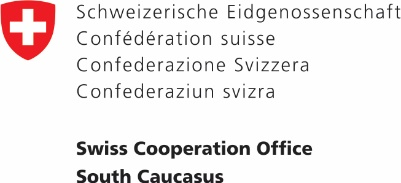 Schweizerische Eidgenossenschaft
Confédération suisse
Confederazione Svizzera
Confederaziun svizra
Swiss Cooperation Office
South Caucasus